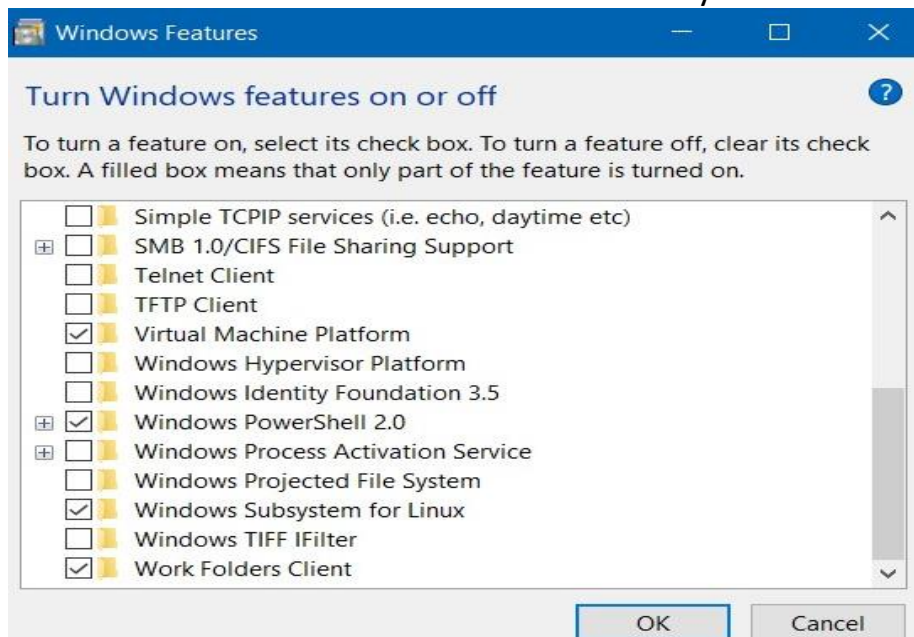 Windows Features
Turn Windows features on or off
?
To turn a feature on, select its check box. To turn a feature off, clear its check
box. A filled box means that only part of the feature is turned on.
Simple TCPIP services (i.e. echo, daytime etc)
SMB 1.0/CIFS File Sharing Support
Telnet Client
TFTP Client
Virtual Machine Platform
Windows Hypervisor Platform
Windows Identity Foundation 3.5
Windows PowerShell 2.0
Windows Process Activation Service
Windows Projected File System
Windows Subsystem for Linux
Windows TIFF IFilter
Work Folders Client
OK Cancel